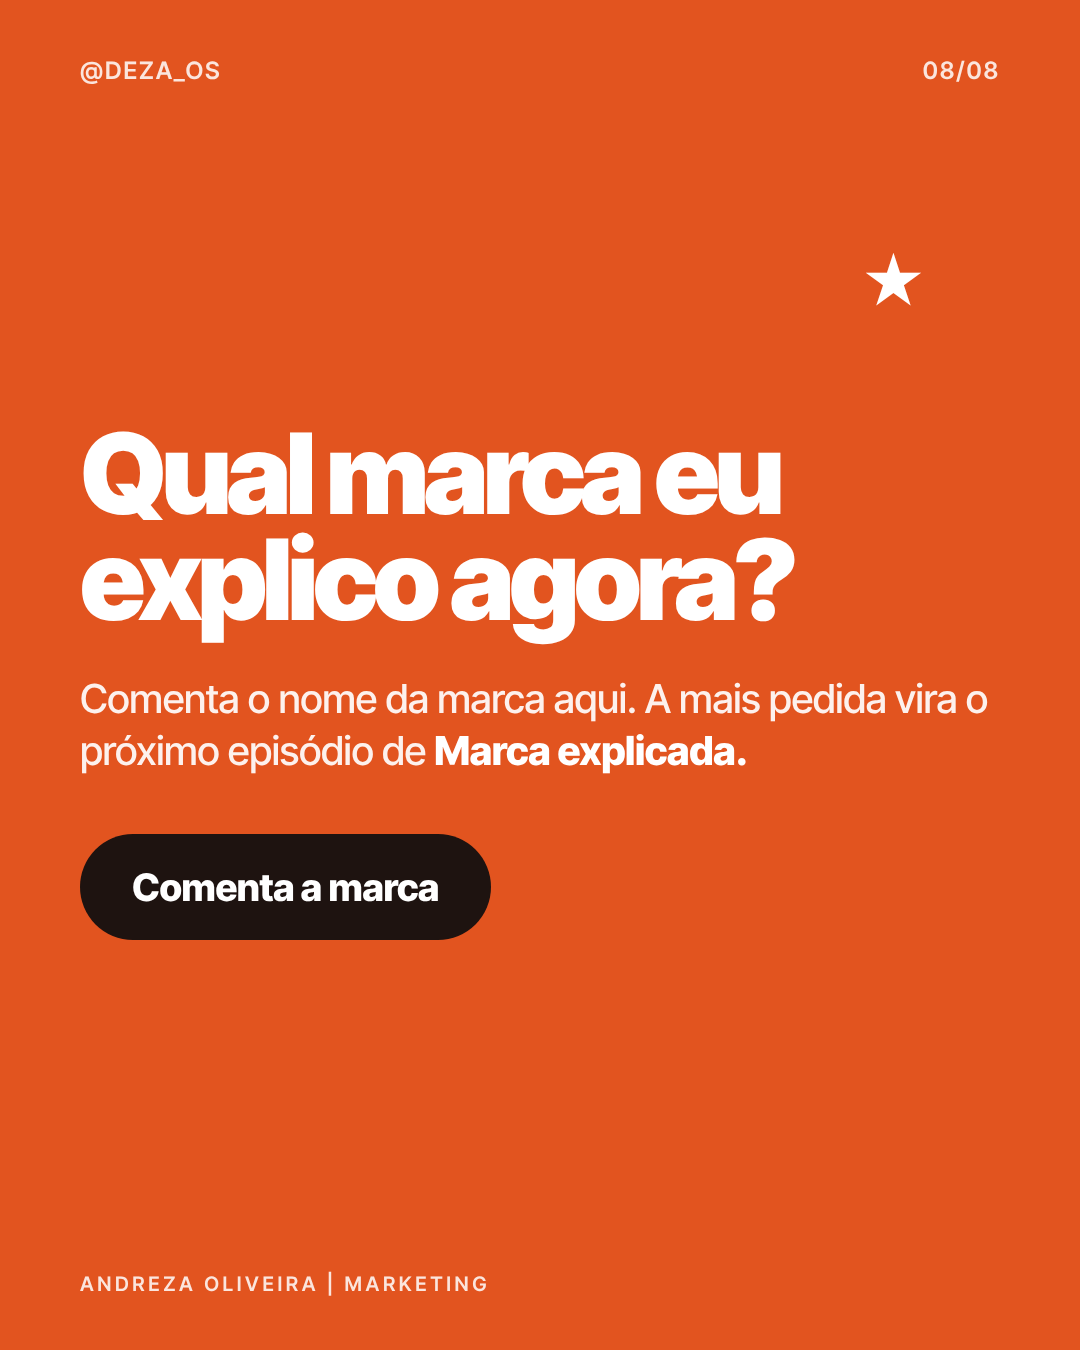 @DEZA_OS
08/08
Qual marca eu
explico agora?
Comenta o nome da marca aqui. A mais pedida vira o
próximo episódio de Marca explicada.
Comenta a marca
ANDREZA OLIVEIRA | MARKETING